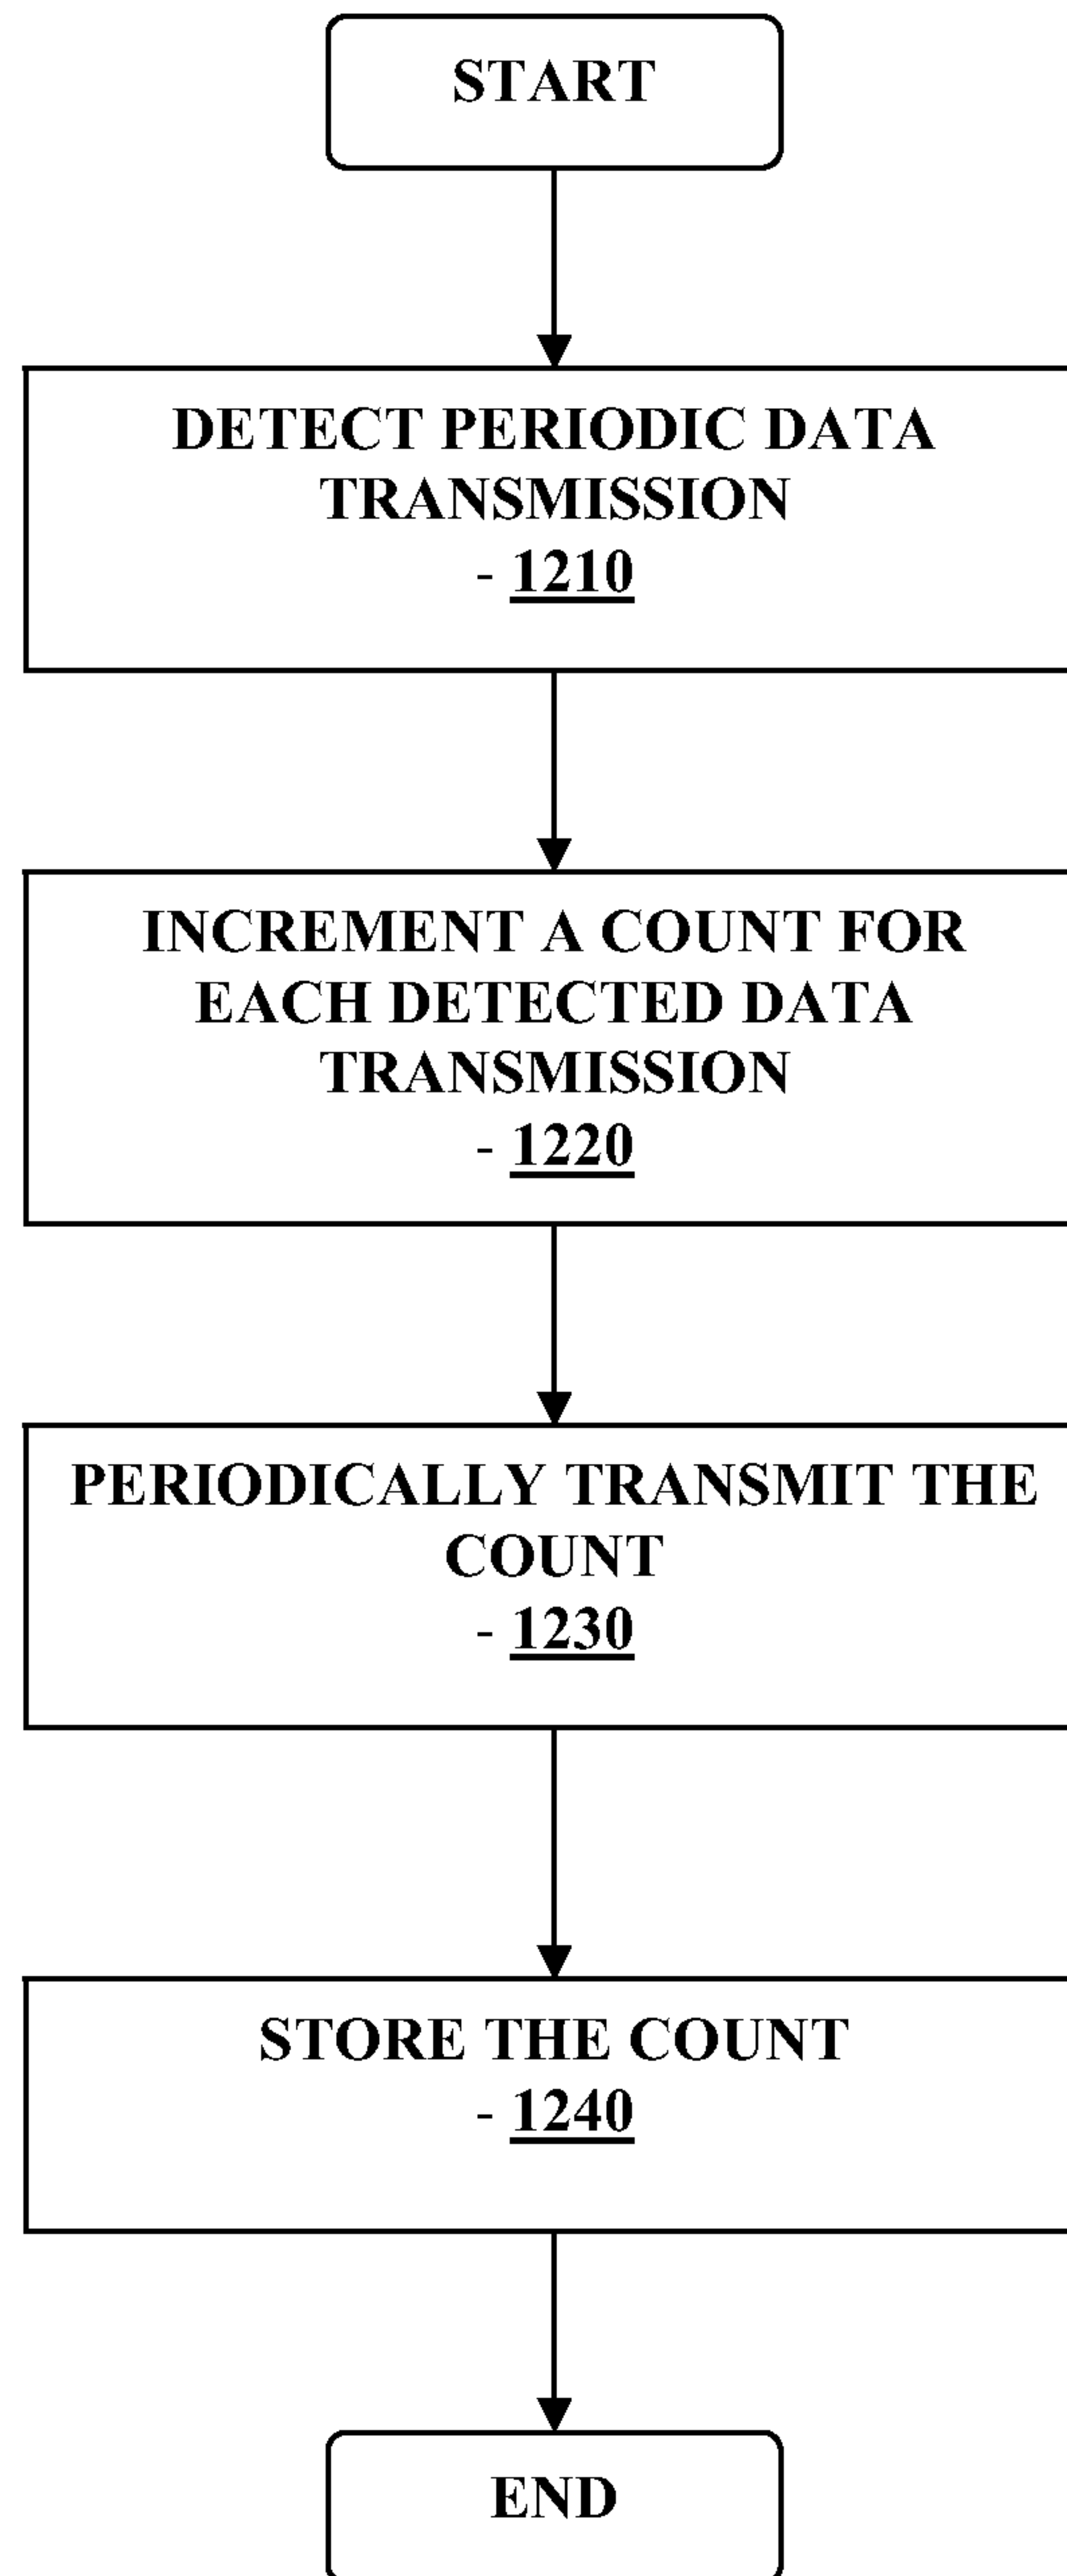 START
DETECT PERIODIC DATA
TRANSMISSION
- 1210
INCREMENT A COUNT FOR
EACH DETECTED DATA
TRANSMISSION
- 1220
PERIODICALLY TRANSMIT THE
COUNT
- 1230
STORE THE COUNT
- 1240
END